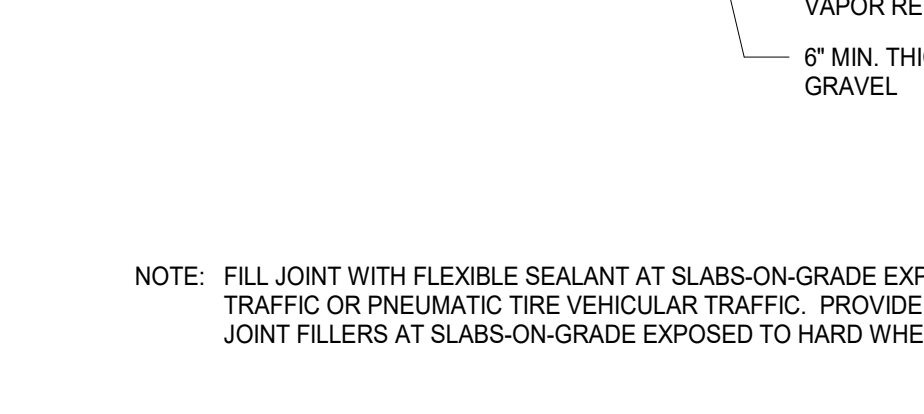 VAPOR RE
6" MIN. THI
GRAVEL
NOTE: FILL JOINT WITH FLEXIBLE SEALANT AT SLABS-ON-GRADE EXP
TRAFFIC OR PNEUMATIC TIRE VEHICULAR TRAFFIC. PROVIDE
JOINT FILLERS AT SLABS-ON-GRADE EXPOSED TO HARD WHE